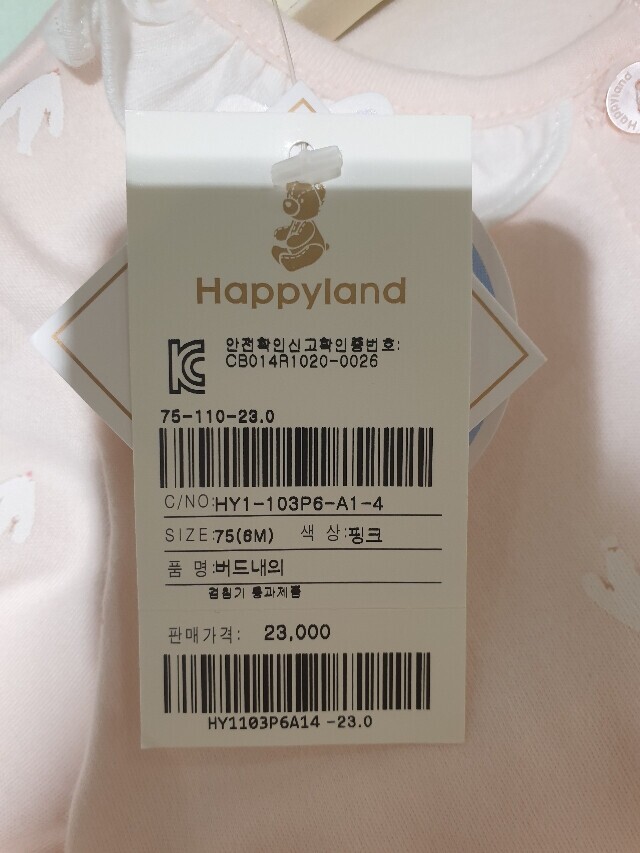 Happyland
Happyland
안전확인신고확인증번호:
CB014R1020-0026
75-110-23.0
C/NO:HY1-103P6-A1-4
SIZE:75(6M) 색 상:핑크
품 명:버드내의
검침기 통과제품
판매가격: 23,000
HY1103P6A14 -23.0